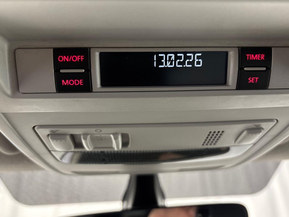 ON/OFF
13.02.26
TIMER
MODE
SET